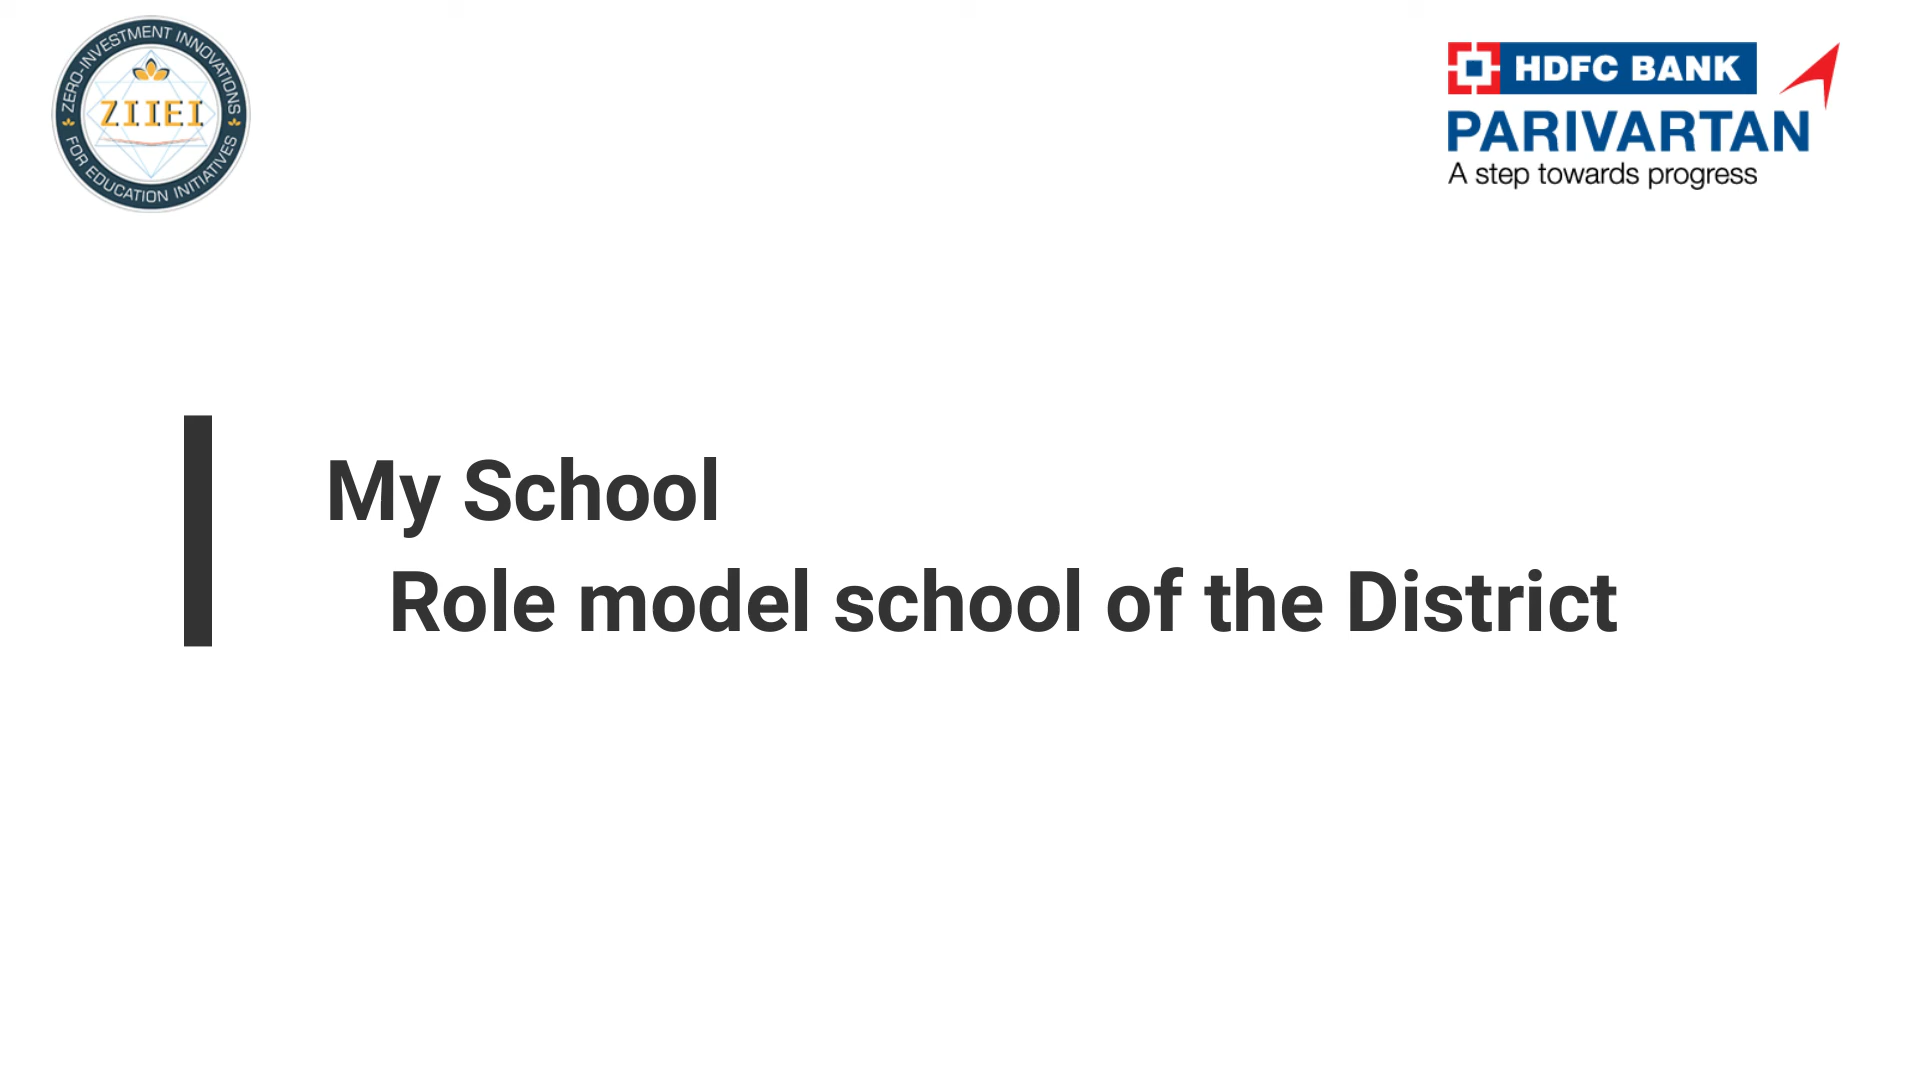 ZERO-INVESTMENT INNOVATIONS
ZIIEI
FOR EDUCATION INITIATIVES
HDFC BANK
PARIVARTAN
A step towards progress
My School
Role model school of the District